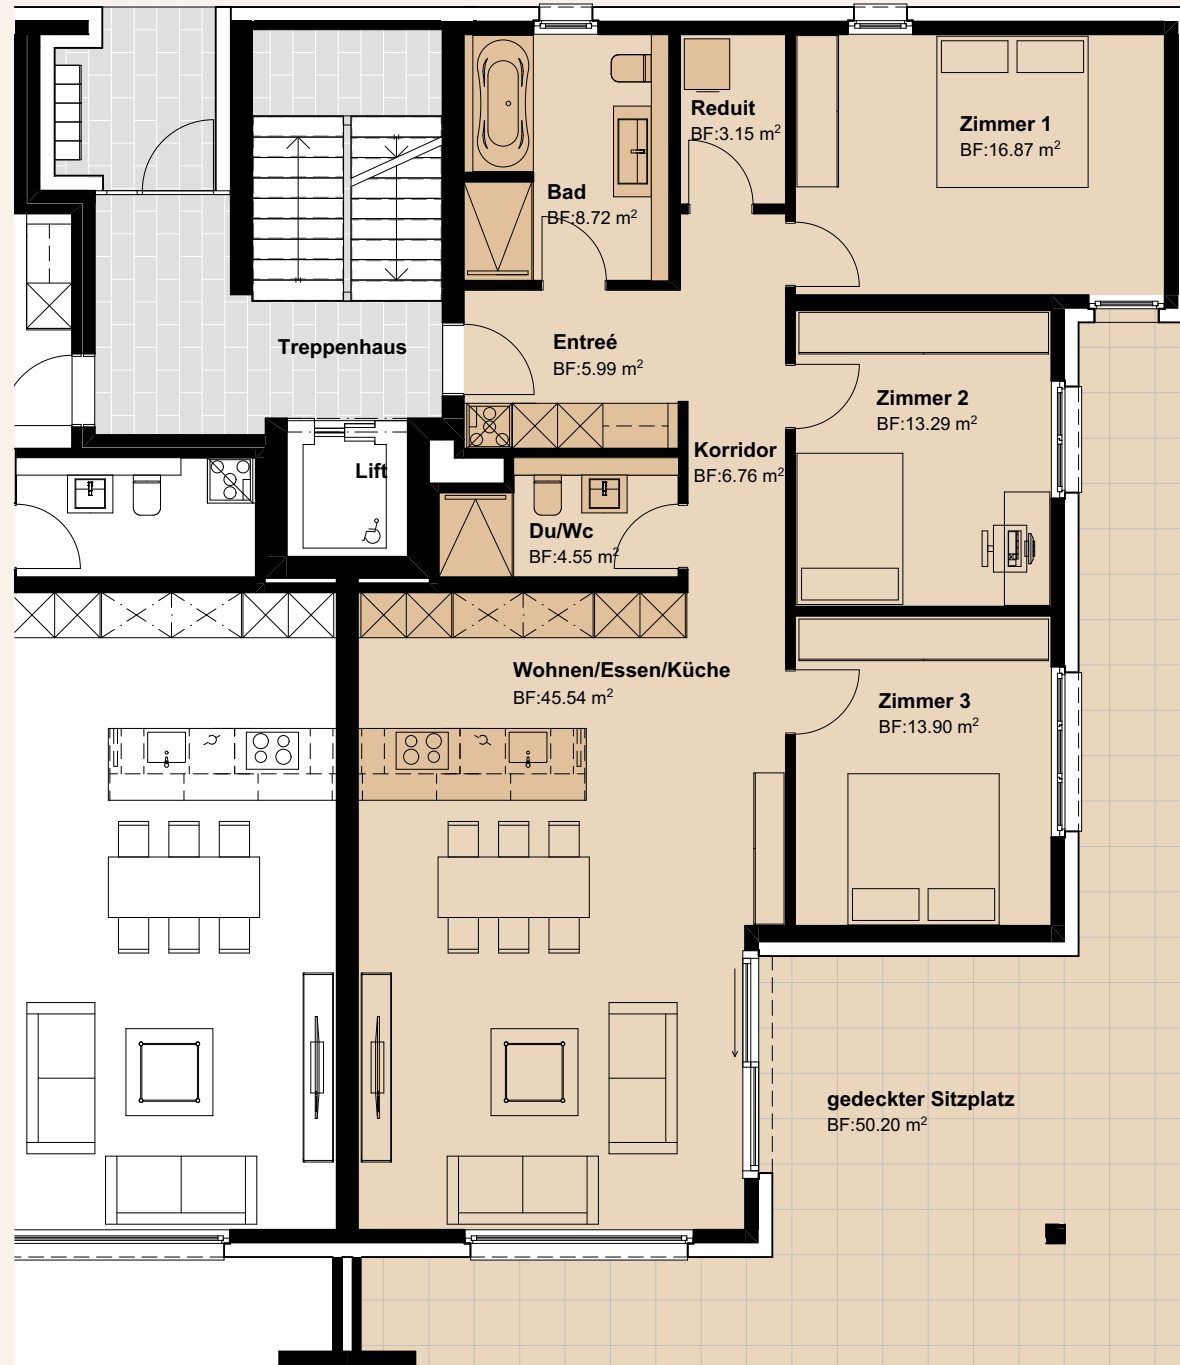 Reduit
BF:3.15 m²
Zimmer 1
BF:16.87 m²
Bad
BF:8.72 m²
Treppenhaus
Entreé
BF:5.99 m²
Zimmer 2
BF:13.29 m²
Korridor
BF:6.76 m²
Lift
Du/Wc
BF:4.55 m²
Wohnen/Essen/Küche
BF:45.54 m²
Zimmer 3
BF:13.90 m²
gedeckter Sitzplatz
BF:50.20 m²